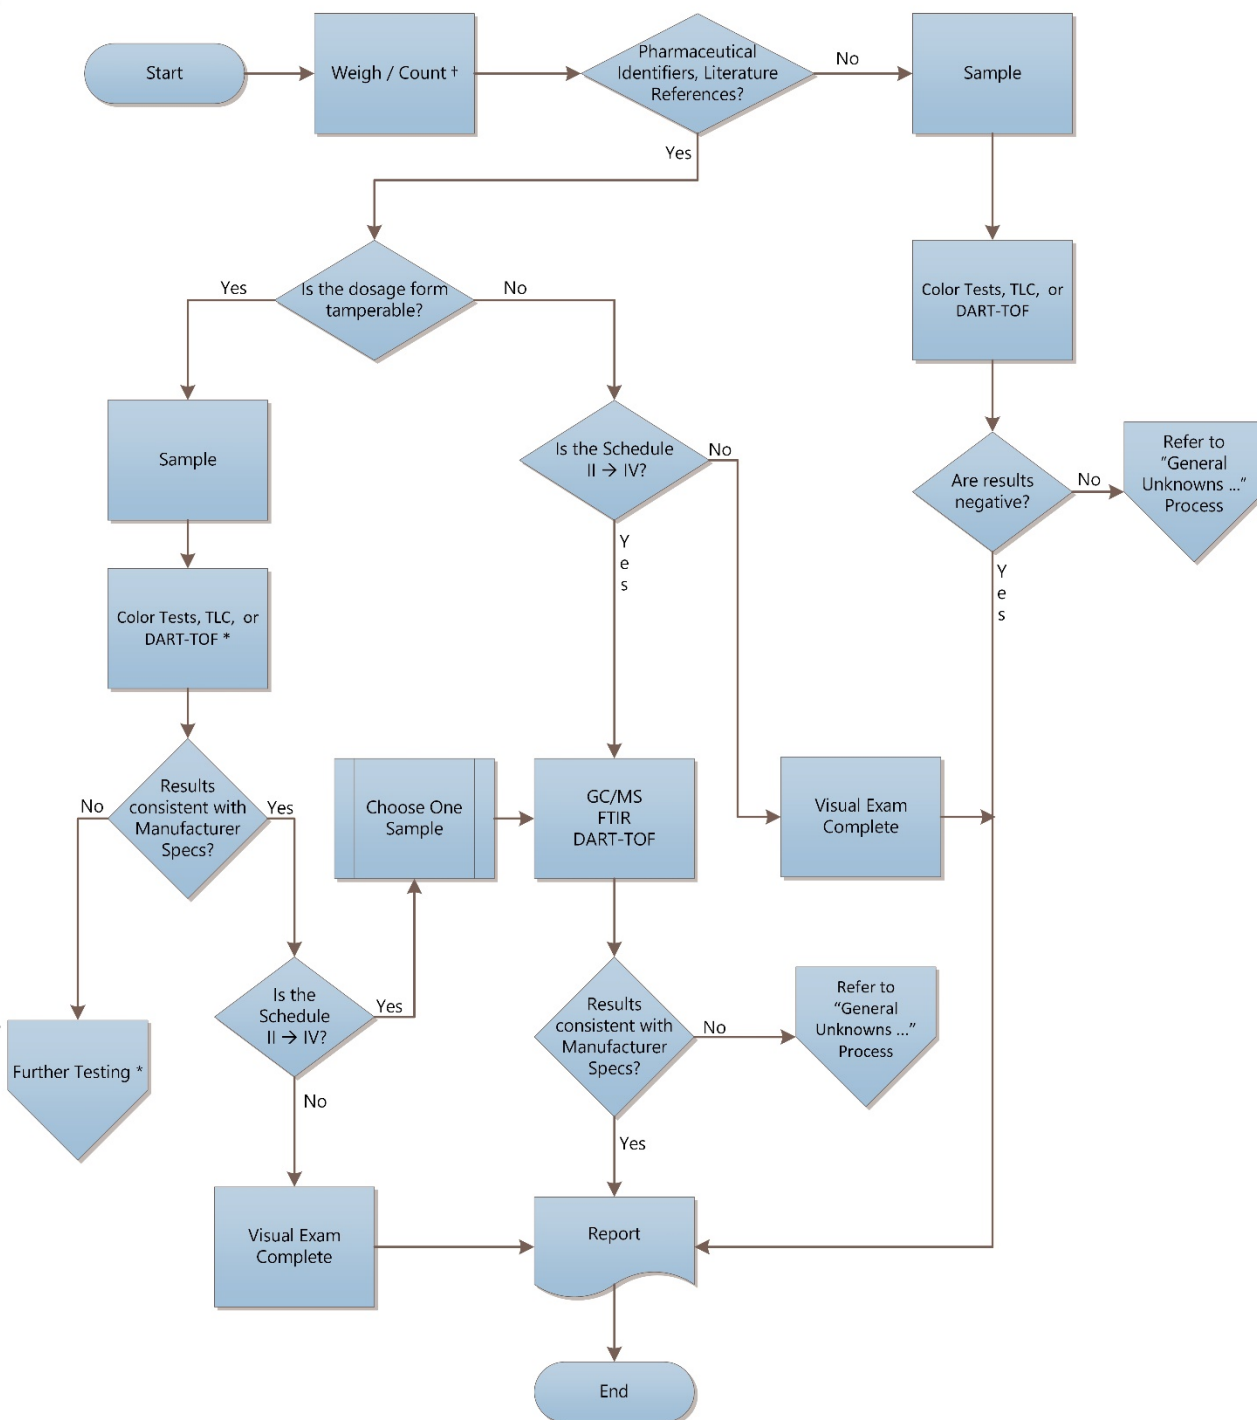 Start
Weigh / Count †
Pharmaceutical
Identifiers, Literature
References?
No
Sample
Yes
Is the dosage form
tamperable?
Yes
No
Color Tests, TLC,  or
DART-TOF
Sample
Is the Schedule
II → IV?
No
Are results
negative?
No
Refer to
“General
Unknowns ...”
Process
Yes
Yes
Color Tests, TLC,  or
DART-TOF *
Results
consistent with
Manufacturer
Specs?
No
Yes
Choose One
Sample
GC/MS
FTIR
DART-TOF
Visual Exam
Complete
Is the
Schedule
II → IV?
Yes
No
Further Testing *
Results
consistent with
Manufacturer
Specs?
No
Refer to
“General
Unknowns ...”
Process
Yes
Visual Exam
Complete
Report
End